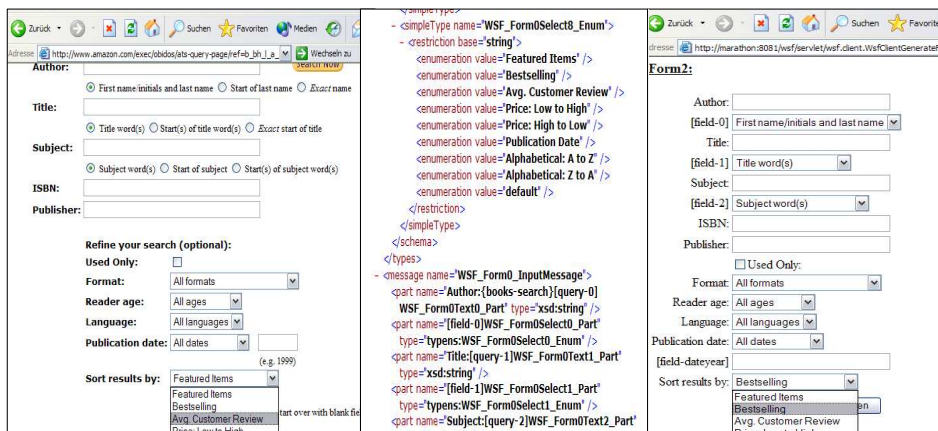 Zurück
Suchen
Favoriten
Medien
Adresse
http://www.amazon.com/exec/obidos/ats-query-page/ref=b_bh_l_a_
Wechseln zu
Author:
Search Now
First name/initials and last name
Start of last name
Exact name
Title:
Title word(s)
Start(s) of title word(s)
Exact start of title
Subject:
Subject word(s)
Start of subject
Start(s) of subject word(s)
ISBN:
Publisher:
Refine your search (optional):
Used Only:
Format: All formats
Reader age: All ages
Language: All languages
Publication date: All dates
(e.g. 1999)
Sort results by: Featured Items
Featured Items
Bestselling
Avg. Customer Review
Price: Low to High
tart over with blank fie
</simpleType>
- <simpleType name="WSF_Form0Select8_Enum">
- <restriction base="string">
<enumeration value="Featured Items" />
<enumeration value="Bestselling" />
<enumeration value="Avg. Customer Review" />
<enumeration value="Price: Low to High" />
<enumeration value="Price: High to Low" />
<enumeration value="Publication Date" />
<enumeration value="Alphabetical: A to Z" />
<enumeration value="Alphabetical: Z to A" />
<enumeration value="default" />
</restriction>
</simpleType>
</schema>
</types>
- <message name="WSF_Form0_InputMessage">
<part name="Author:{books-search}[query-0]
WSF_Form0Text0_Part" type="xsd:string" />
<part name="[field-0]WSF_Form0Select0_Part"
type="typens:WSF_Form0Select0_Enum" />
<part name="Title:[query-1]WSF_Form0Text1_Part"
type="xsd:string" />
<part name="[field-1]WSF_Form0Select1_Part"
type="typens:WSF_Form0Select1_Enum" />
<part name="Subject:[query-2]WSF_Form0Text2_Part"
Zurück
Suchen
Favorite
dresse
http://marathon:8081/wsf/servlet/wsf.client.WsfClientGenerateF
Form2:
Author:
[field-0] First name/initials and last name
Title:
[field-1] Title word(s)
Subject:
[field-2] Subject word(s)
ISBN:
Publisher:
Used Only:
Format: All formats
Reader age: All ages
Language: All languages
Publication date: All dates
[field-dateyear]
Sort results by: Bestselling
Featured Items
Bestselling
en
Avg. Customer Review